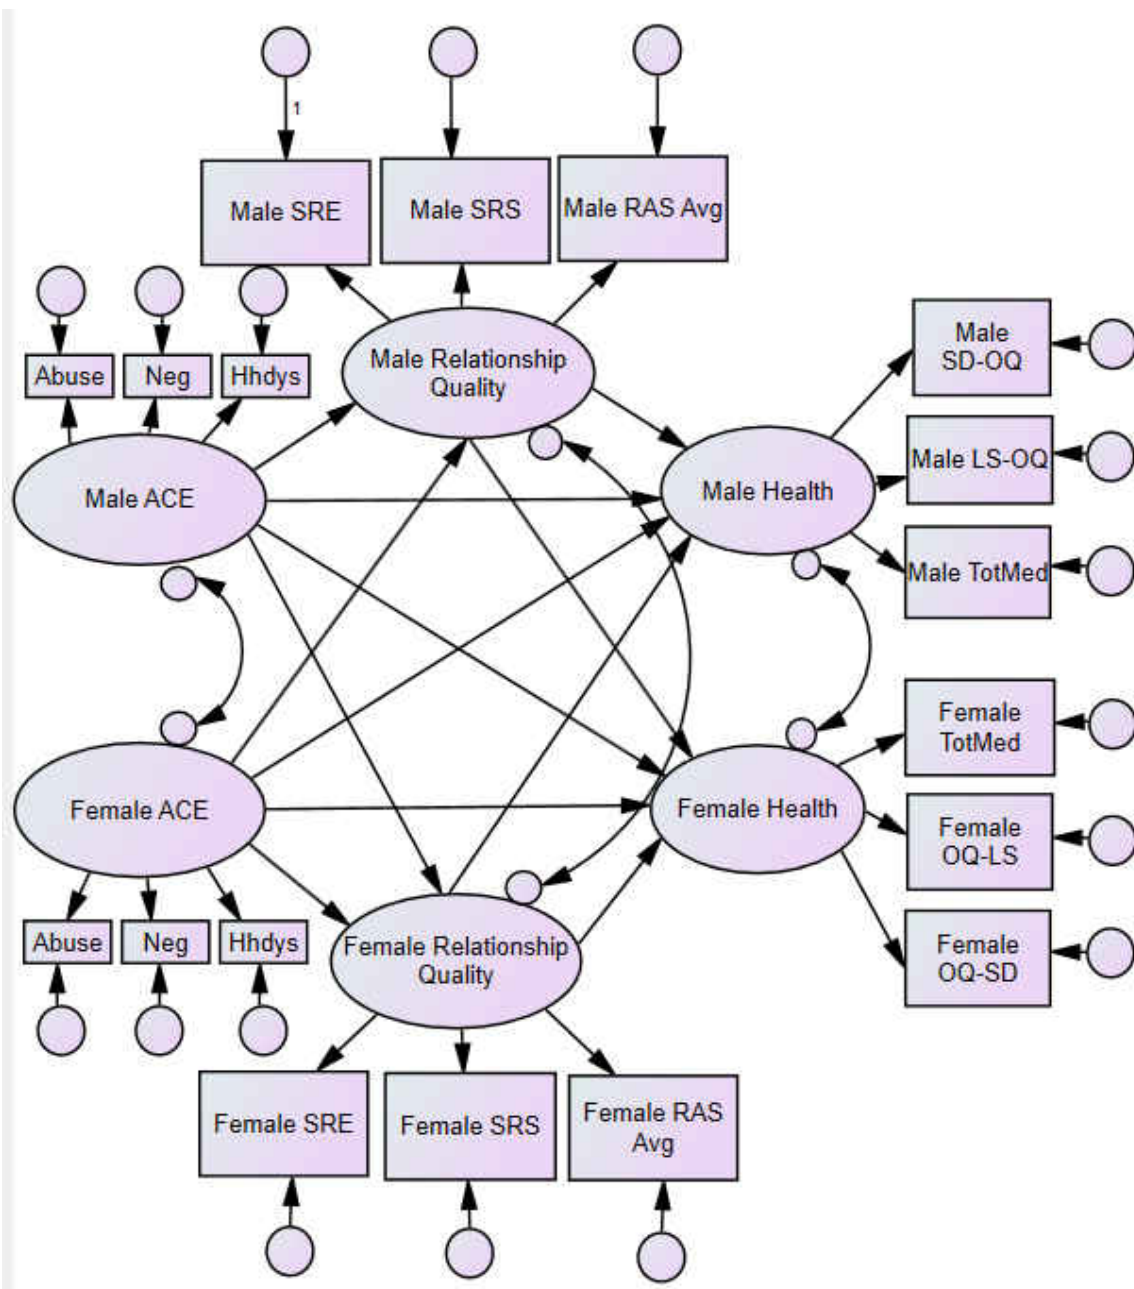 1
Male SRE
Male SRS
Male RAS Avg
Abuse
Neg
Hhdys
Male Relationship
Quality
Male
SD-OQ
Male LS-OQ
Male ACE
Male Health
Male TotMed
Female
TotMed
Female ACE
Female Health
Female
OQ-LS
Abuse
Neg
Hhdys
Female Relationship
Quality
Female
OQ-SD
Female SRE
Female SRS
Female RAS
Avg